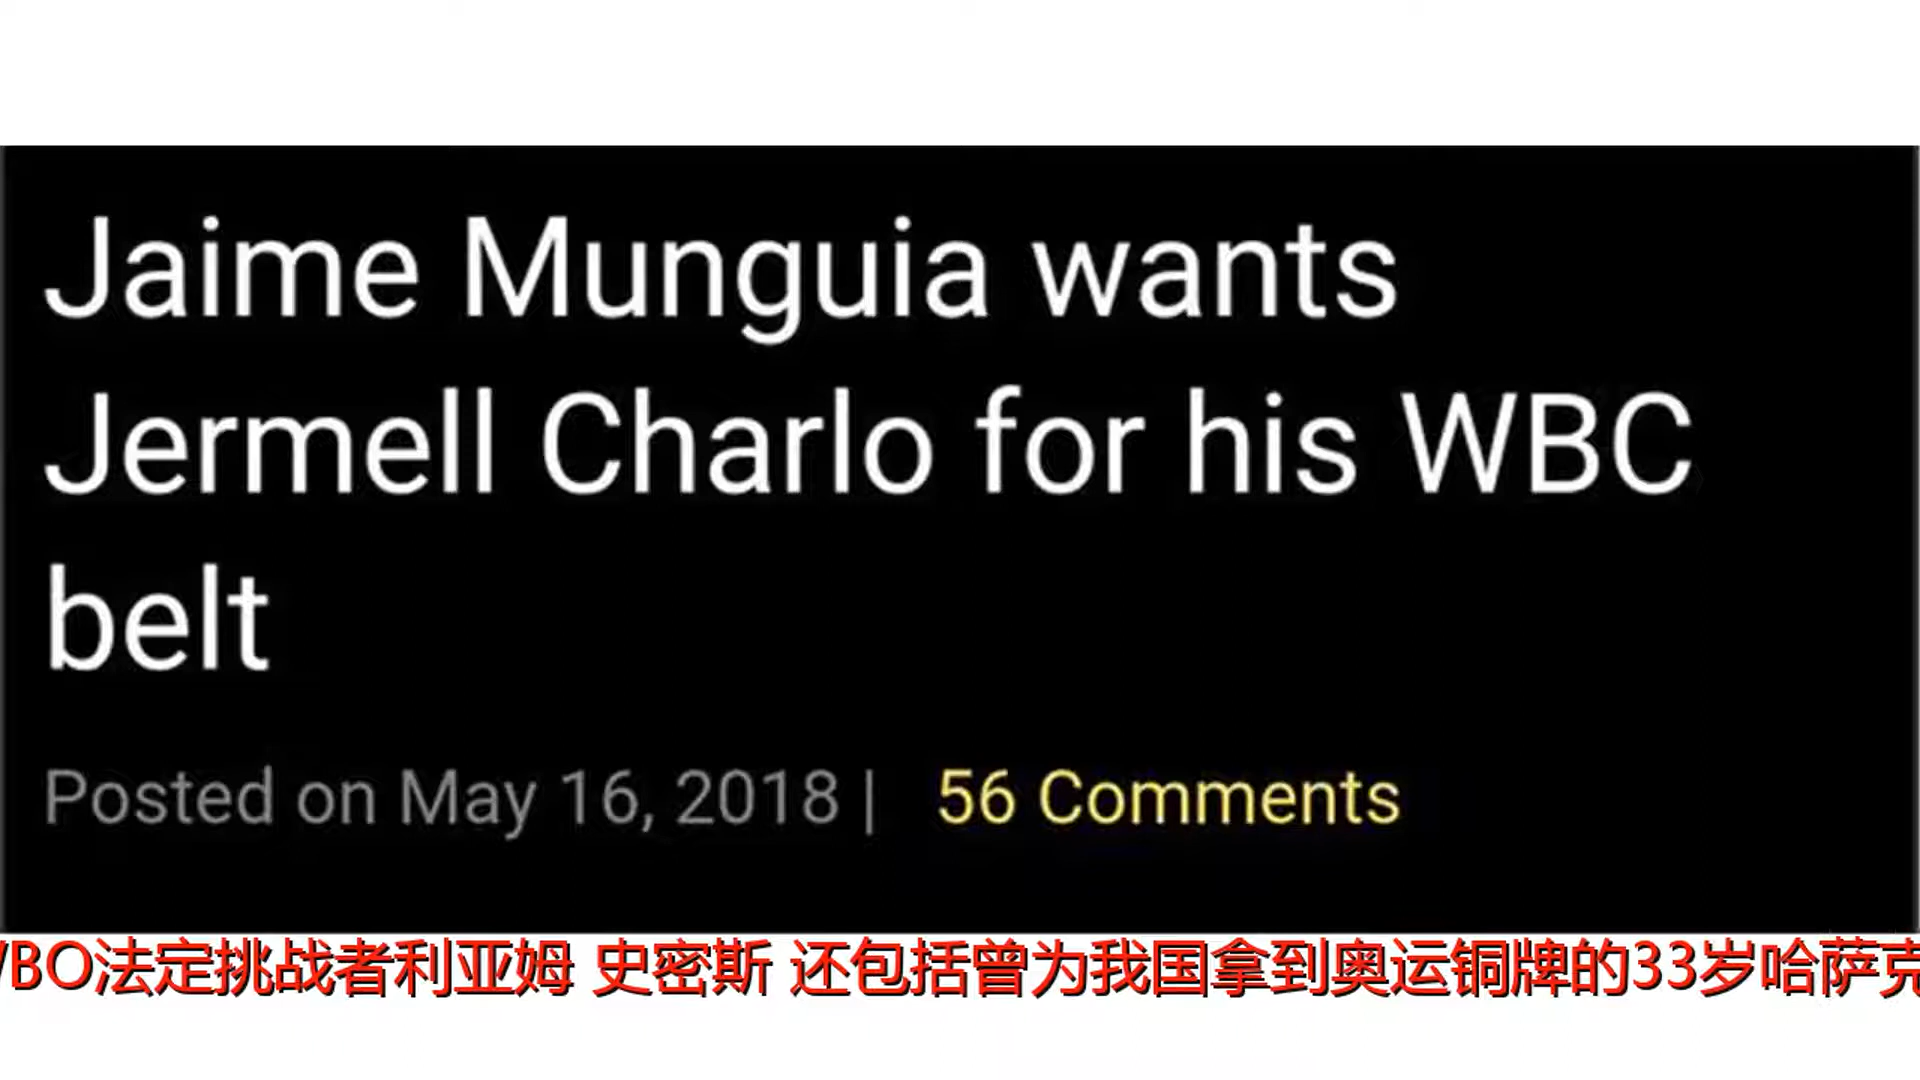 Jaime Munguia wants
Jermell Charlo for his WBC
belt
Posted on May 16, 2018 | 56 Comments
WBO法定挑战者利亚姆 史密斯 还包括曾为我国拿到奥运铜牌的33岁哈萨克